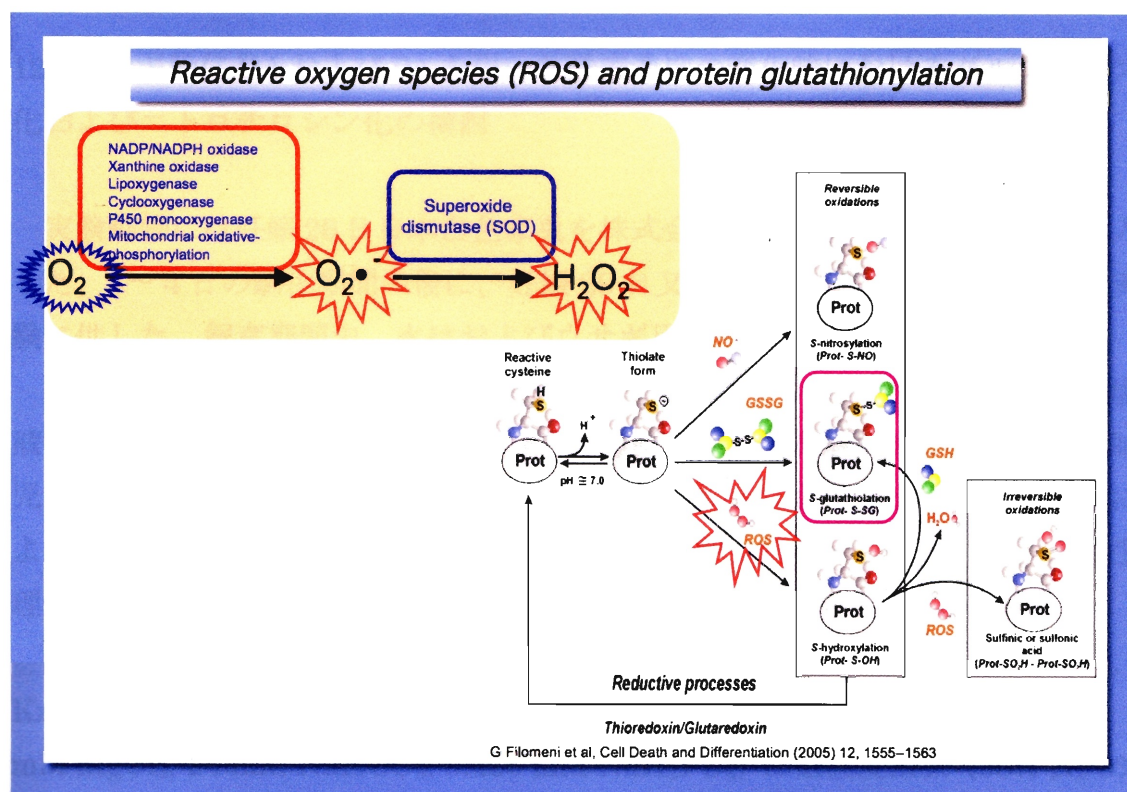 Reactive oxygen species (ROS) and protein glutathionylation
NADP/NADPH oxidase
Xanthine oxidase
Lipoxygenase
Cyclooxygenase
P450 monooxygenase
Mitochondrial oxidative-
phosphorylation
Superoxide
dismutase (SOD)
O2
O2•-
H2O2
Reversible
oxidations
S
Prot
S-nitrosylation
(Prot- S-NO)
Reactive
cysteine
H
S
Prot
H+
pH ≅ 7.0
Thiolate
form
S
Prot
NO·
GSSG
-S-S-
ROS
S-S-
Prot
S-glutathiolation
(Prot- S-SG)
GSH
H2O
S
Prot
S-hydroxylation
(Prot- S-OH)
ROS
Irreversible
oxidations
S
Prot
Sulfinic or sulfonic
acid
(Prot-SO2H - Prot-SO3H)
Reductive processes
Thioredoxin/Glutaredoxin
G Filomeni et al, Cell Death and Differentiation (2005) 12, 1555–1563